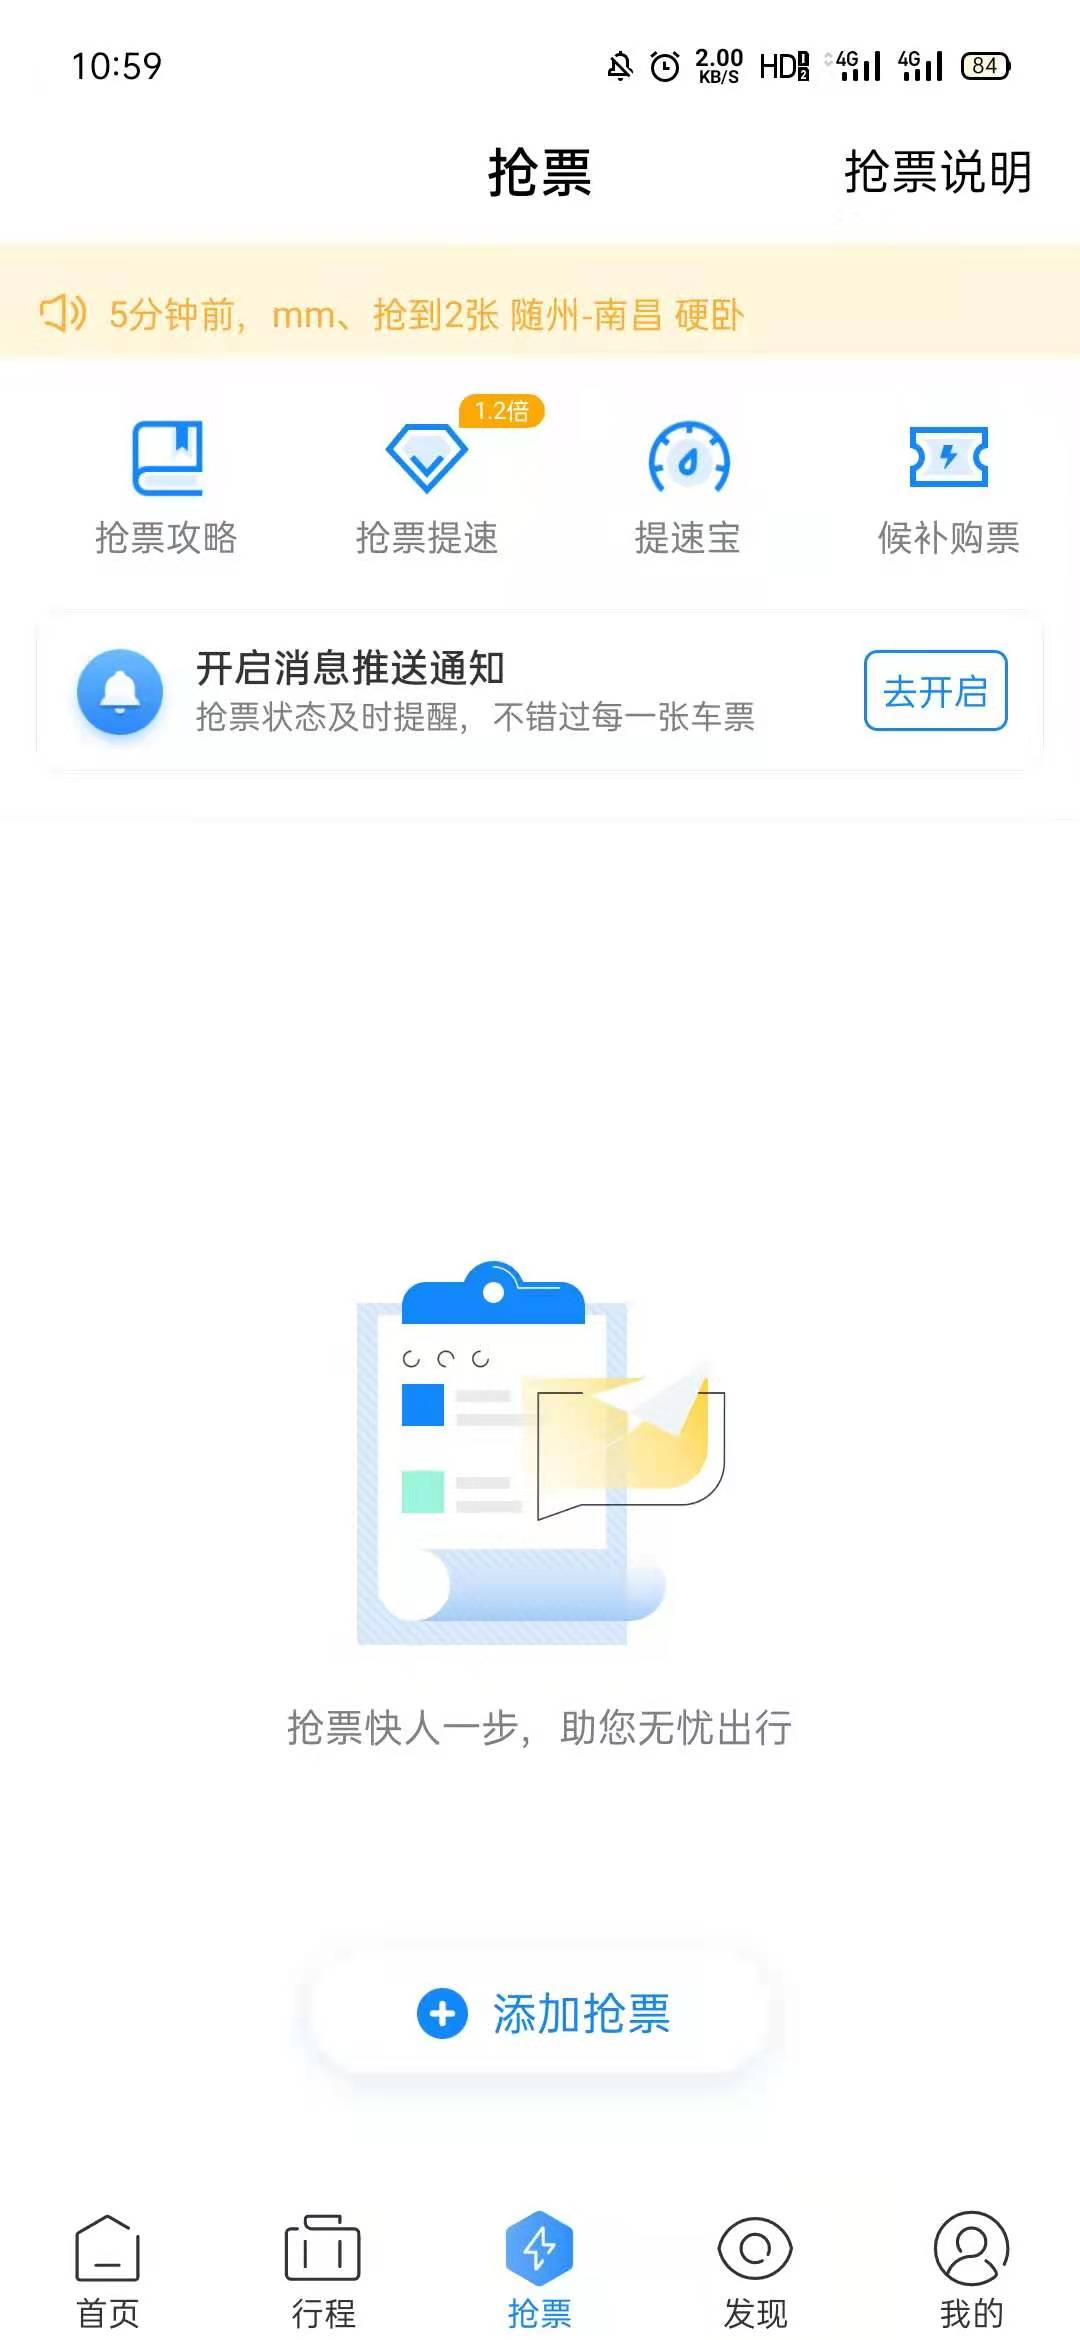 10:59
2.00
KB/S
HD
1
2
4G
4G
84
抢票
抢票说明
5分钟前，mm、抢到2张 随州-南昌 硬卧
1.2倍
抢票攻略
抢票提速
提速宝
候补购票
开启消息推送通知
抢票状态及时提醒，不错过每一张车票
去开启
抢票快人一步，助您无忧出行
添加抢票
首页
行程
抢票
发现
我的